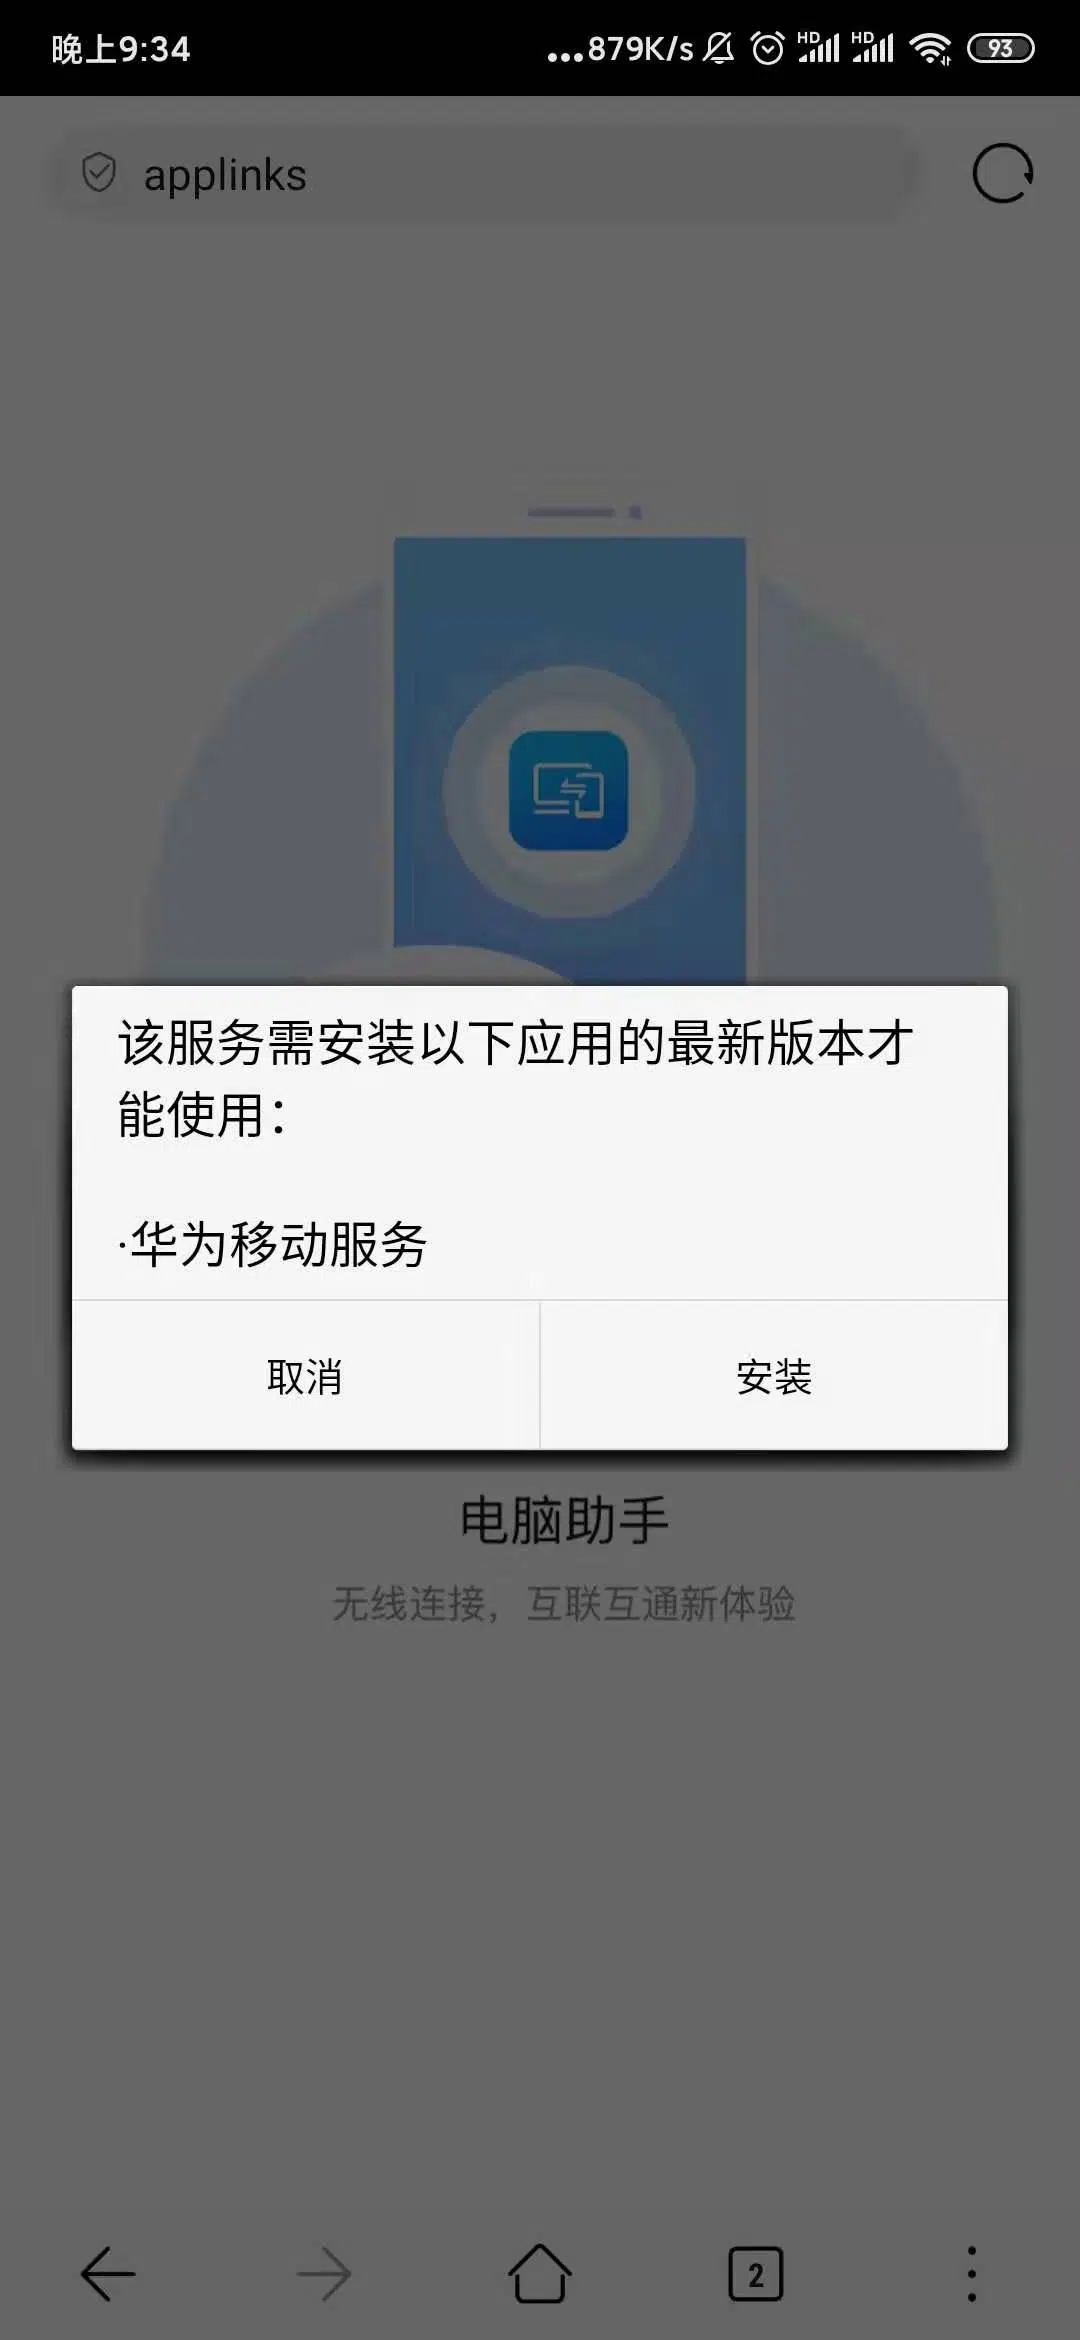 晚上9:34
...879K/s
HD
HD
93
applinks
该服务需安装以下应用的最新版本才
能使用：
·华为移动服务
取消
安装
电脑助手
无线连接，互联互通新体验
2